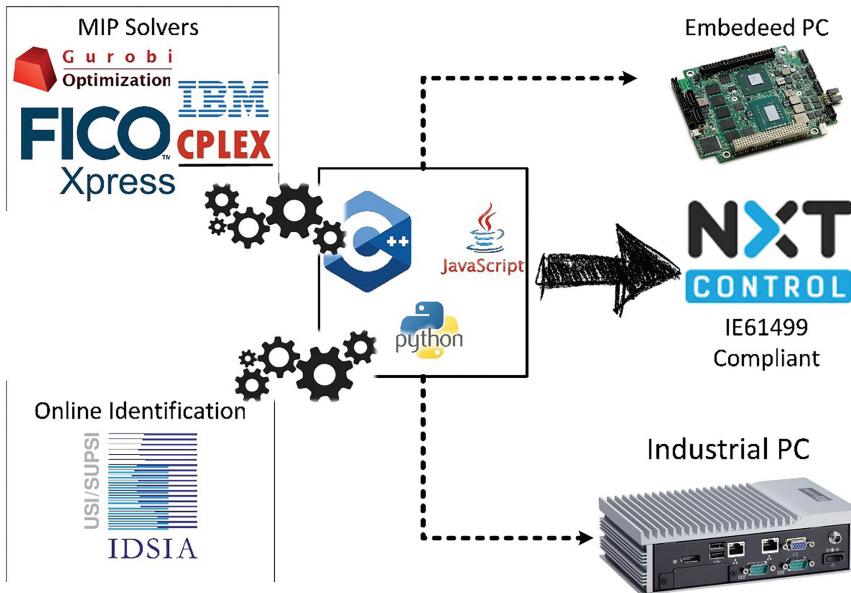 MIP Solvers
Gurobi
Optimization
FICO™
Xpress
IBM
CPLEX
Embedeed PC
C++
JavaScript
python
NXT
CONTROL
IE61499
Compliant
Online Identification
USI/SUPSI
IDSIA
Industrial PC